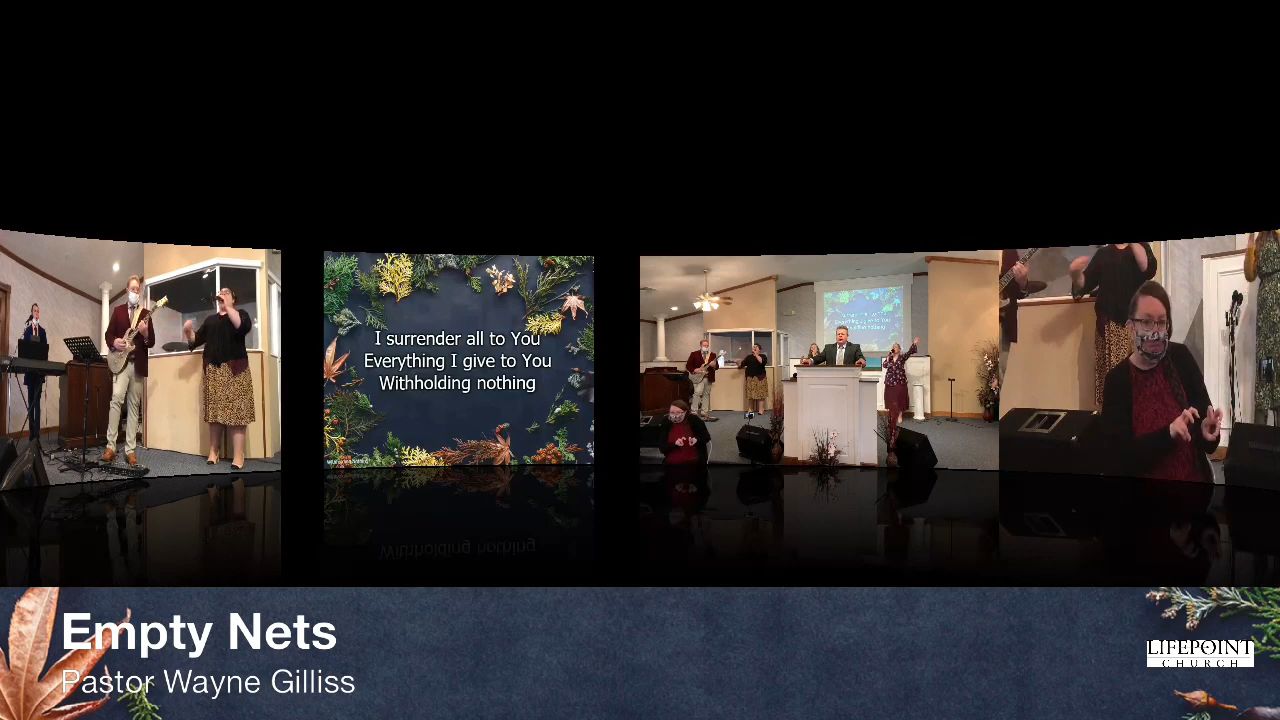 I surrender all to You
Everything I give to You
Withholding nothing
Empty Nets
Pastor Wayne Gilliss
LIFEPOINT
CHURCH